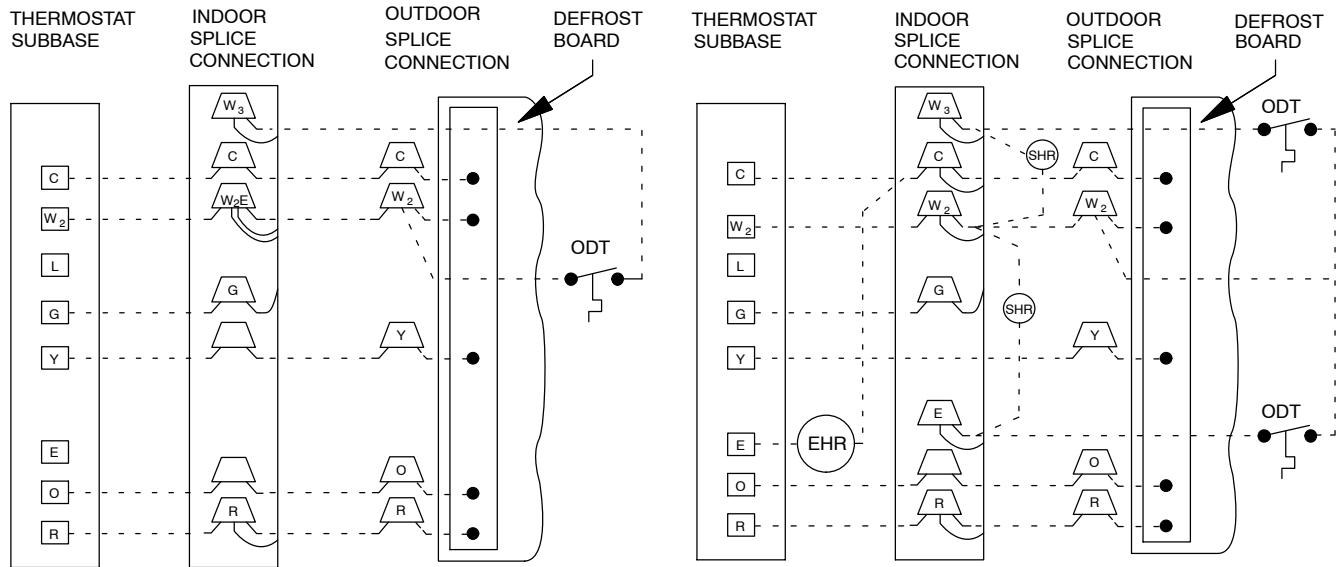 THERMOSTAT
SUBBASE
INDOOR
SPLICE
CONNECTION
OUTDOOR
SPLICE
CONNECTION
DEFROST
BOARD
W3
C
C
C
W2
W2E
W2
L
ODT
G
G
Y
Y
E
O
O
R
R
R
THERMOSTAT
SUBBASE
INDOOR
SPLICE
CONNECTION
OUTDOOR
SPLICE
CONNECTION
DEFROST
BOARD
W3
ODT
C
C
SHR
C
W2
W2
W2
L
G
G
SHR
Y
Y
E
E
EHR
ODT
O
O
R
R
R